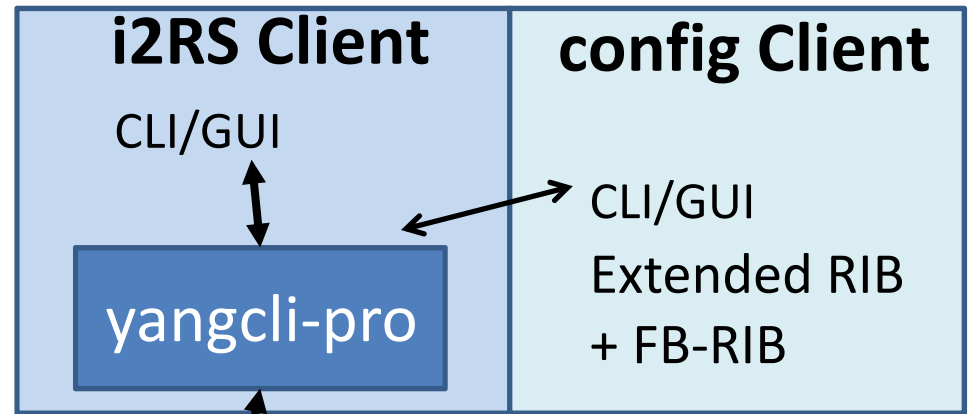 i2RS Client
CLI/GUI
yangcli-pro
config Client
CLI/GUI
Extended RIB
+ FB-RIB